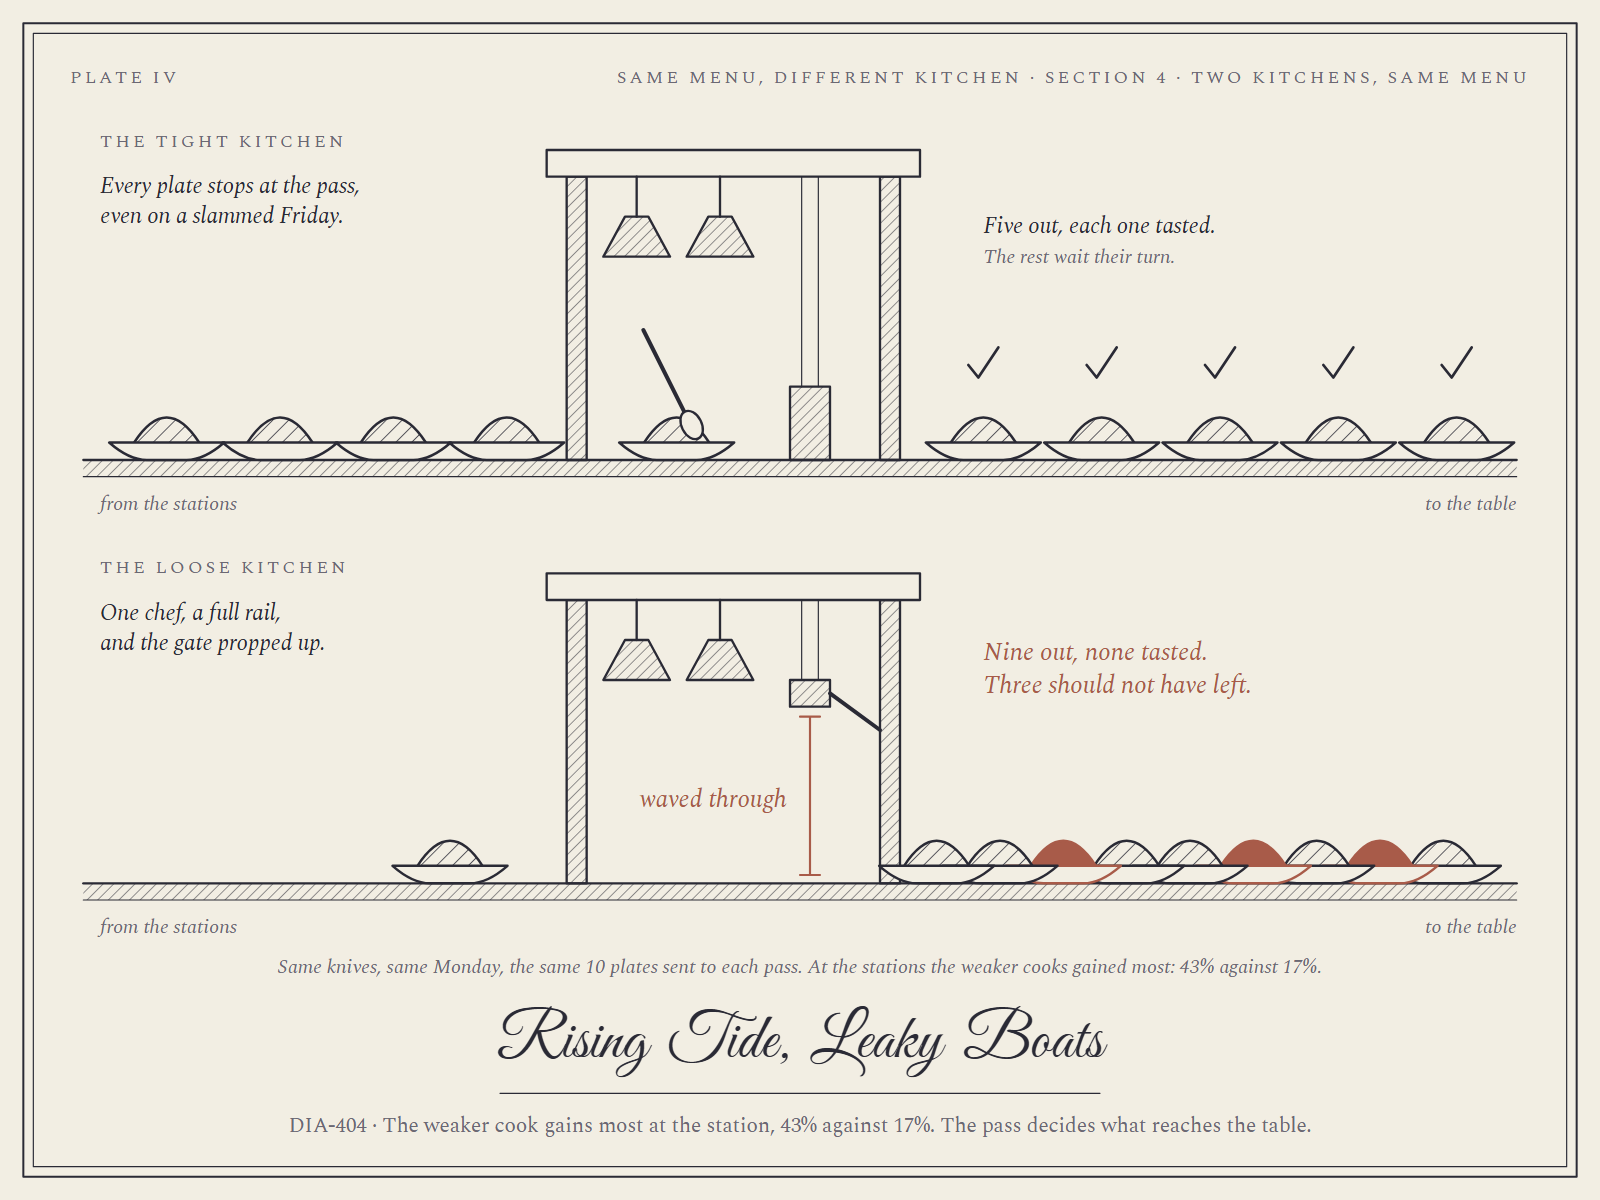 PLATE IV
SAME MENU, DIFFERENT KITCHEN · SECTION 4 · TWO KITCHENS, SAME MENU
THE TIGHT KITCHEN
Every plate stops at the pass,
even on a slammed Friday.
Five out, each one tasted.
The rest wait their turn.
from the stations
to the table
THE LOOSE KITCHEN
One chef, a full rail,
and the gate propped up.
Nine out, none tasted.
Three should not have left.
waved through
from the stations
to the table
Same knives, same Monday, the same 10 plates sent to each pass. At the stations the weaker cooks gained most: 43% against 17%.
Rising Tide, Leaky Boats
DIA-404 · The weaker cook gains most at the station, 43% against 17%. The pass decides what reaches the table.